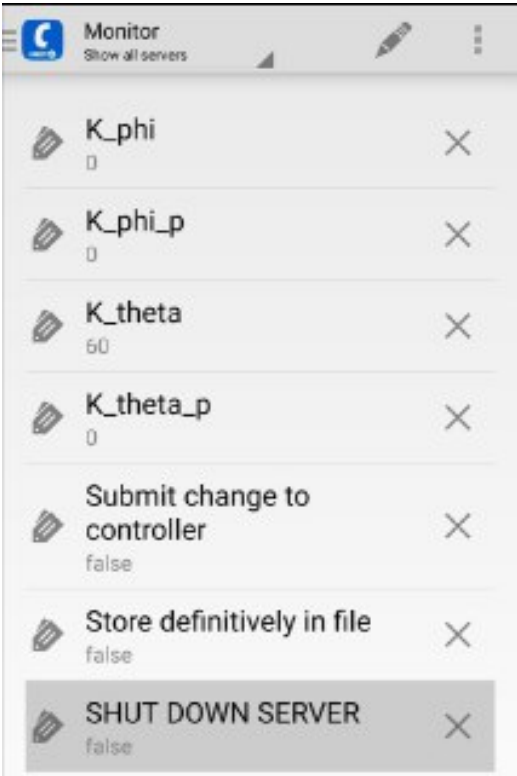 Monitor
Show all servers
K_phi
0
K_phi_p
0
K_theta
60
K_theta_p
0
Submit change to
controller
false
Store definitively in file
false
SHUT DOWN SERVER
false